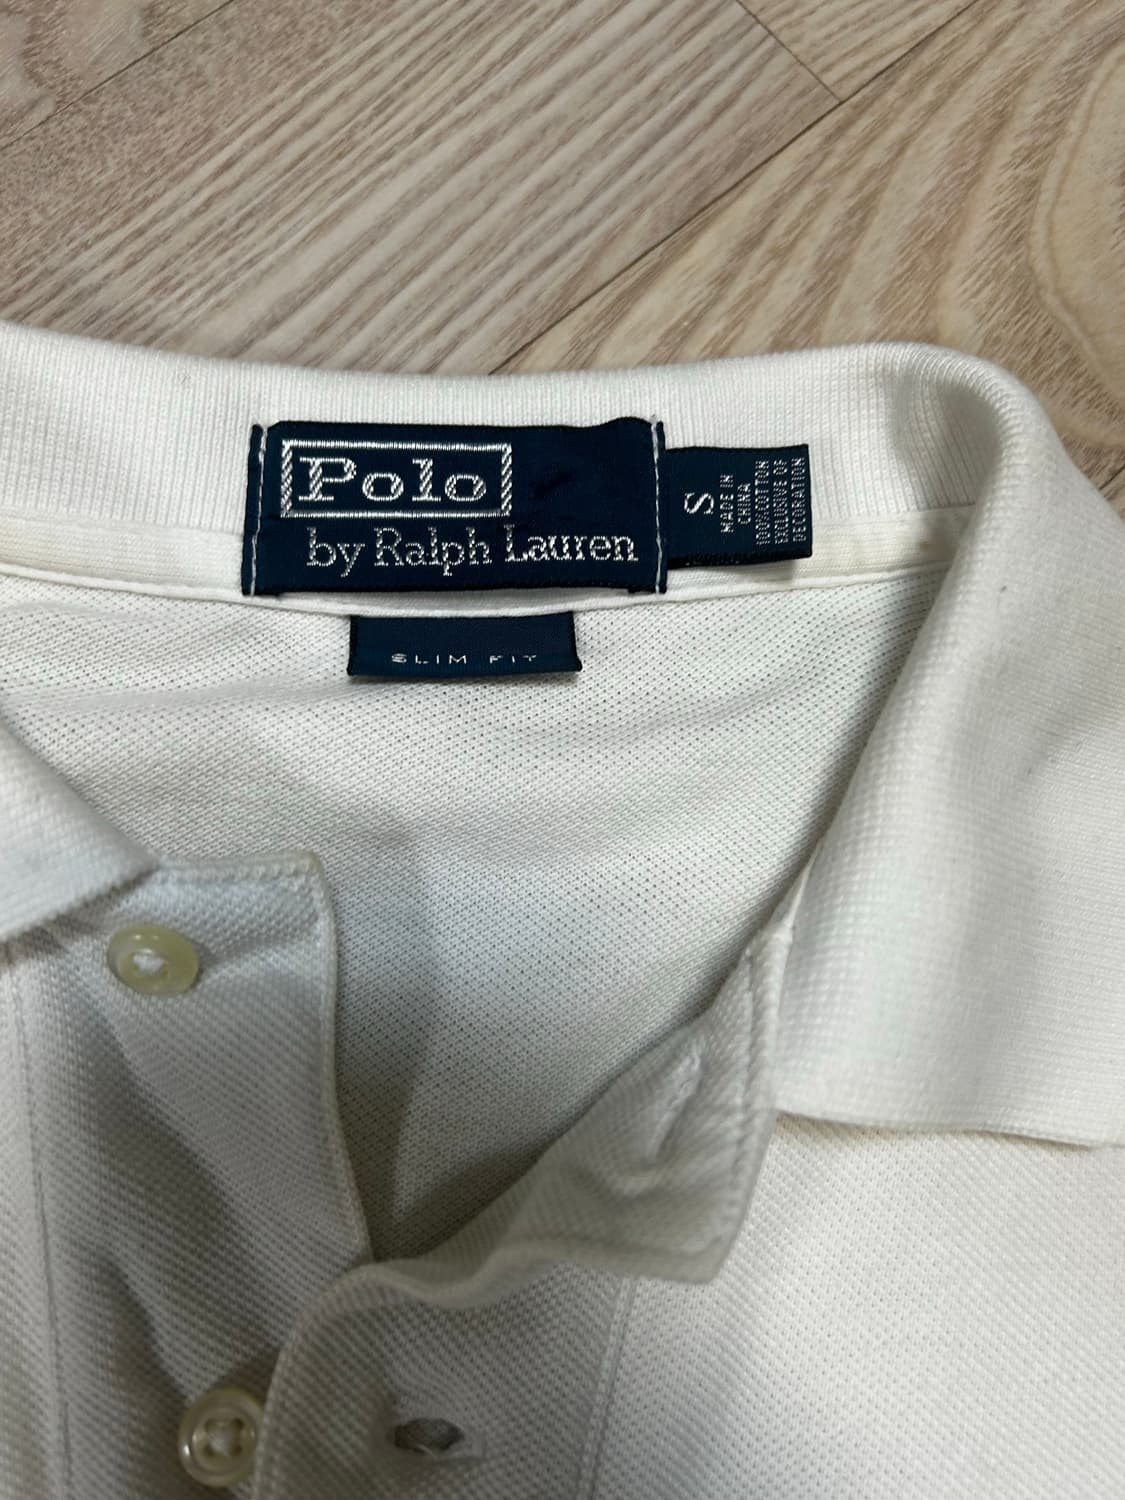 Polo
by Ralph Lauren
S
MADE IN
CHINA
100%COTTON
EXCLUSIVE OF
DECORATION
SLIM FIT